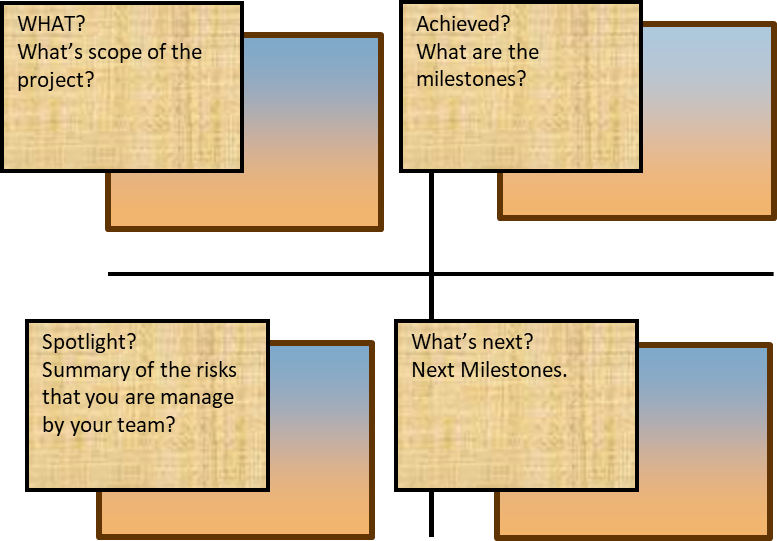 WHAT?
What’s scope of the
project?
Achieved?
What are the
milestones?
Spotlight?
Summary of the risks
that you are manage
by your team?
What’s next?
Next Milestones.